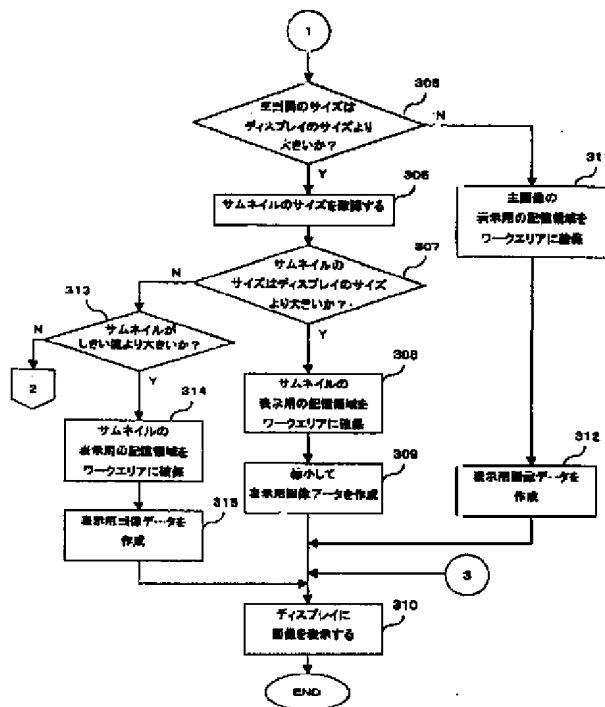 1
305
主画像のサイズは
ディスプレイのサイズより
大きいか?
N
Y
306
サムネイルのサイズを確認する
311
主画像の
表示用の記憶領域を
ワークエリアに確保
307
サムネイルの
サイズはディスプレイのサイズ
より大きいか?
N
Y
313
サムネイルが
しきい値より大きいか?
N
Y
2
308
サムネイルの
表示用の記憶領域を
ワークエリアに確保
314
サムネイルの
表示用の記憶領域を
ワークエリアに確保
309
縮小して
表示用画像データを作成
312
表示用画像データを
作成
315
表示用画像データを
作成
3
310
ディスプレイに
画像を表示する
END